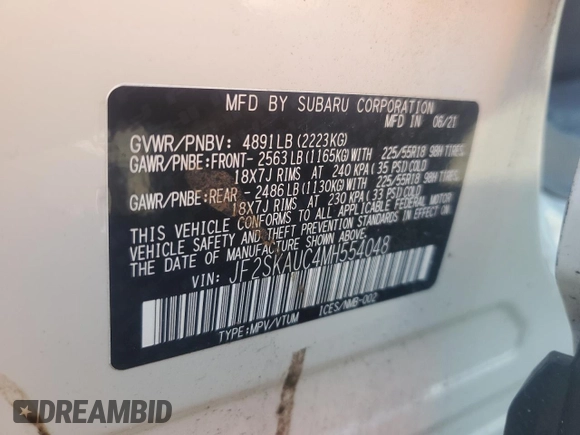 MFD BY SUBARU CORPORATION
MFD IN 06/21
GVWR/PNBV: 4891LB (2223KG)
GAWR/PNBE:FRONT- 2563LB (1165KG) WITH 225/55R18 98H TIRES
18X7J RIMS AT 240 KPA (35 PSI) COLD
GAWR/PNBE:REAR - 2486LB (1130KG) WITH 225/55R18 98H TIRES
18X7J RIMS AT 230 KPA (33 PSI) COLD
THIS VEHICLE CONFORMS TO ALL APPLICABLE FEDERAL MOTOR
VEHICLE SAFETY AND THEFT PREVENTION STANDARDS IN EFFECT ON
THE DATE OF MANUFACTURE SHOWN ABOVE.
VIN: JF2SKAUC4MH554048
TYPE:MPV/VTUM ICES/NMB-002
DREAMBID